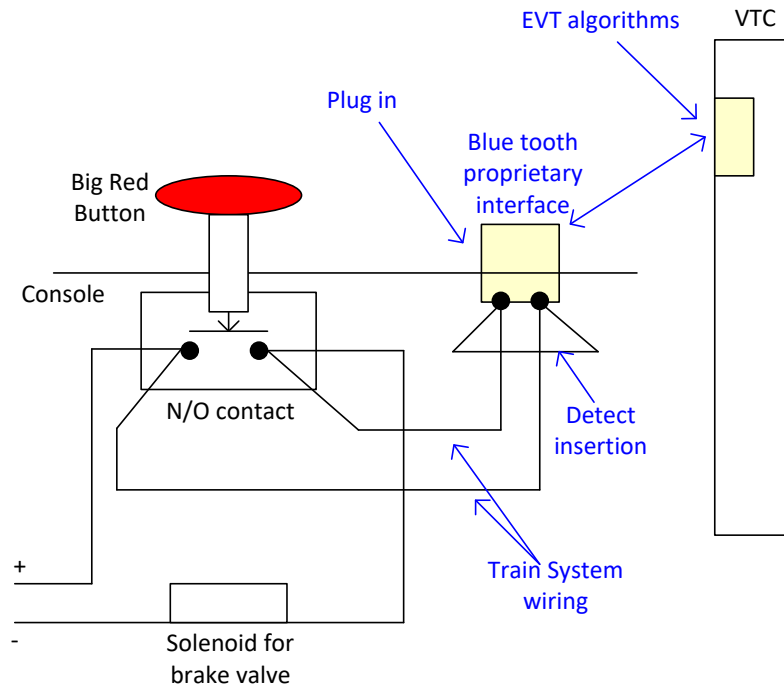 EVT algorithms
VTC
Plug in
Blue tooth
proprietary
interface
Big Red
Button
Console
N/O contact
Detect
insertion
+
-
Train System
wiring
Solenoid for
brake valve